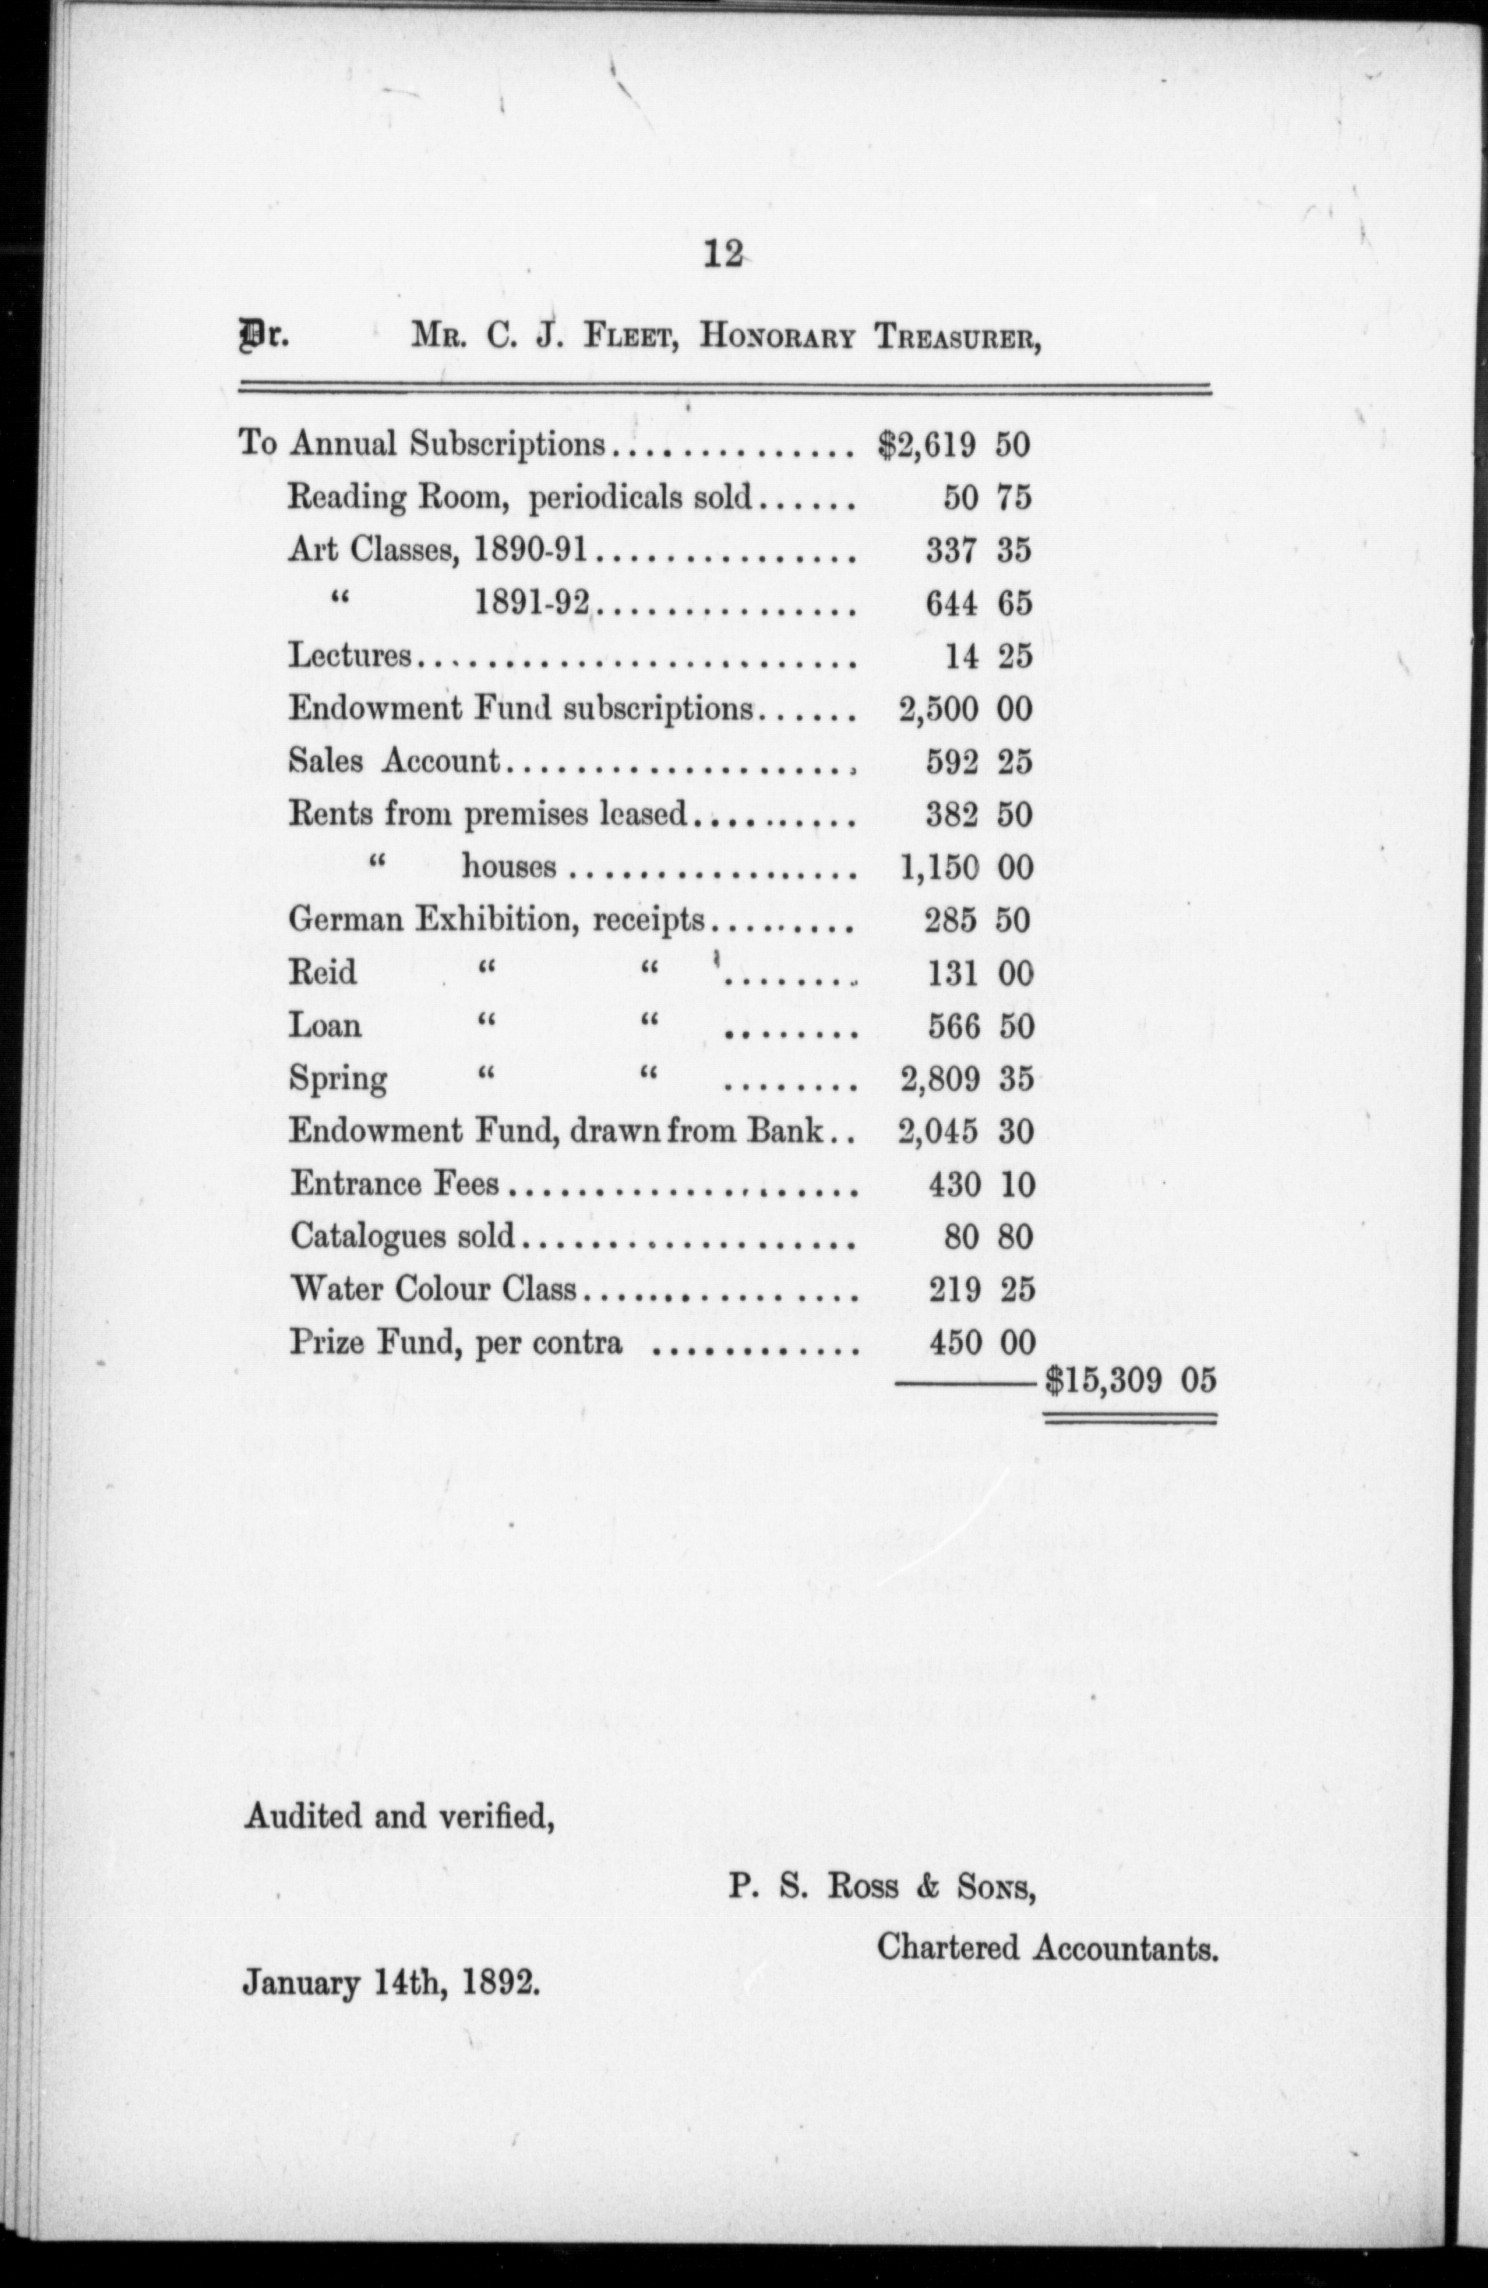 12
Dr. MR. C. J. FLEET, HONORARY TREASURER,
To Annual Subscriptions.............. $2,619 50
Reading Room, periodicals sold...... 50 75
Art Classes, 1890-91............... 337 35
“ 1891-92............... 644 65
Lectures......................... 14 25
Endowment Fund subscriptions...... 2,500 00
Sales Account.................... 592 25
Rents from premises leased.......... 382 50
“ houses ................. 1,150 00
German Exhibition, receipts......... 285 50
Reid “ “ ........ 131 00
Loan “ “ ........ 566 50
Spring “ “ ........ 2,809 35
Endowment Fund, drawn from Bank.. 2,045 30
Entrance Fees .................... 430 10
Catalogues sold................... 80 80
Water Colour Class................ 219 25
Prize Fund, per contra ............ 450 00
$15,309 05
Audited and verified,
P. S. ROSS & SONS,
Chartered Accountants.
January 14th, 1892.